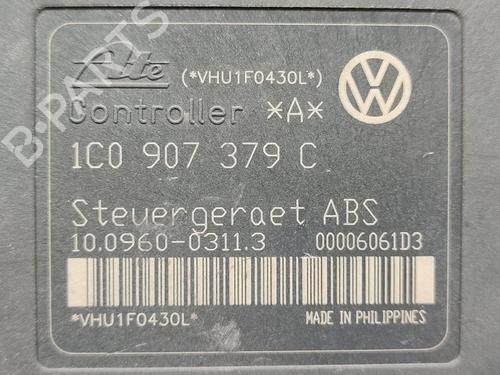 Ate (*VHU1F0430L*)
Controller *A*
1C0 907 379 C
Steuergeraet ABS
10.0960-0311.3 00006061D3
*VHU1F0430L* MADE IN PHILIPPINES
B-PARTS